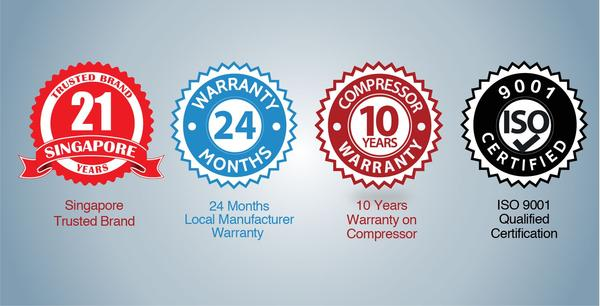 TRUSTED BRAND
21
SINGAPORE
YEARS
Singapore
Trusted Brand
WARRANTY
24
MONTHS
24 Months
Local Manufacturer
Warranty
COMPRESSOR
10
YEARS
WARRANTY
10 Years
Warranty on
Compressor
9001
ISO
CERTIFIED
ISO 9001
Qualified
Certification